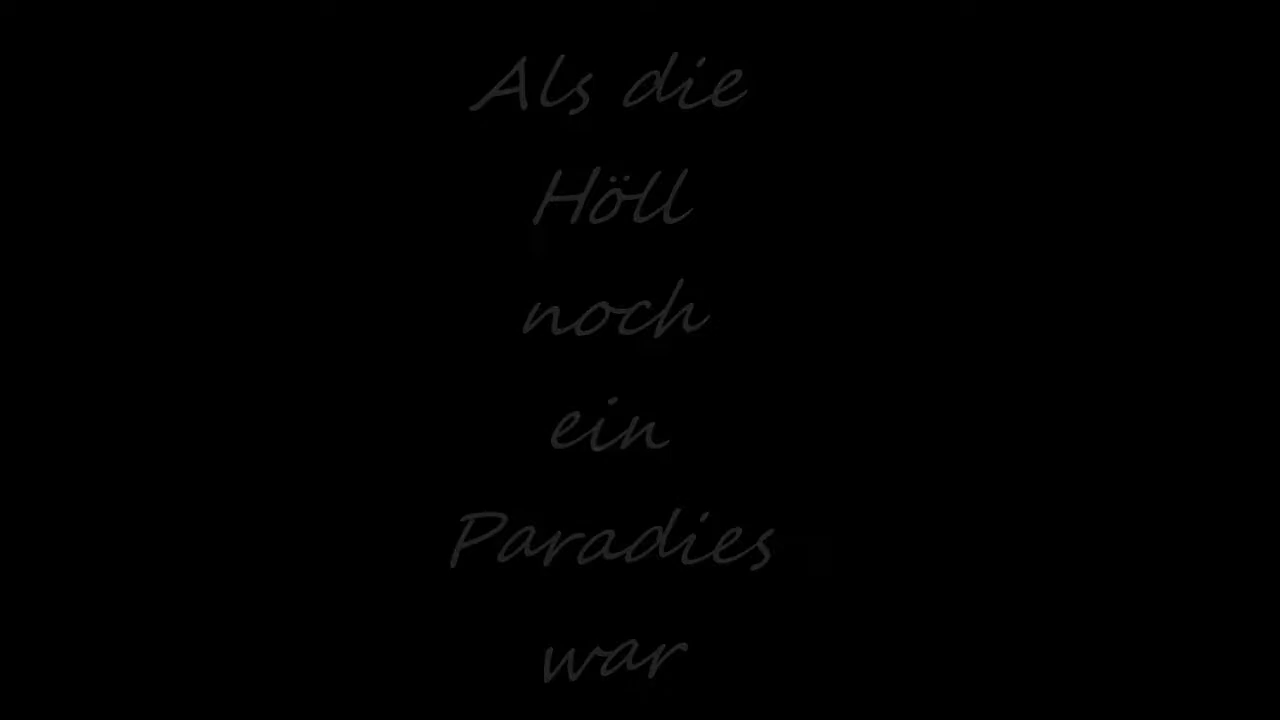 Als die
Höll
noch
ein
Paradies
war